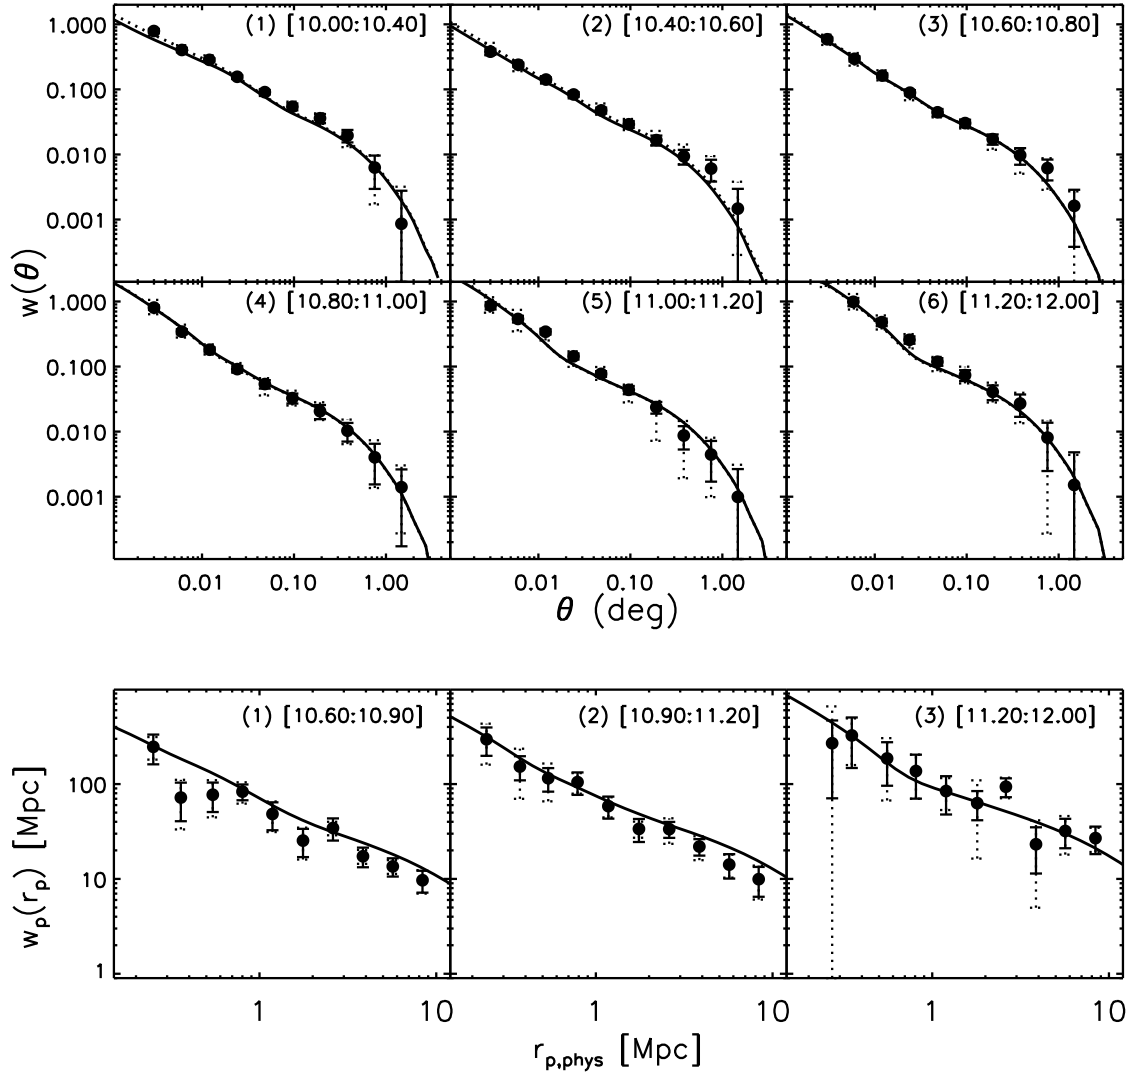 (1) [10.00:10.40] (2) [10.40:10.60] (3) [10.60:10.80]
1.000
0.100
0.010
0.001
w(θ)
(4) [10.80:11.00] (5) [11.00:11.20] (6) [11.20:12.00]
1.000
0.100
0.010
0.001
0.01 0.10 1.00 0.01 0.10 1.00 0.01 0.10 1.00
θ (deg)
(1) [10.60:10.90] (2) [10.90:11.20] (3) [11.20:12.00]
100
10
1
w_p(r_p) [Mpc]
1 10 1 10 1 10
r_p,phys [Mpc]